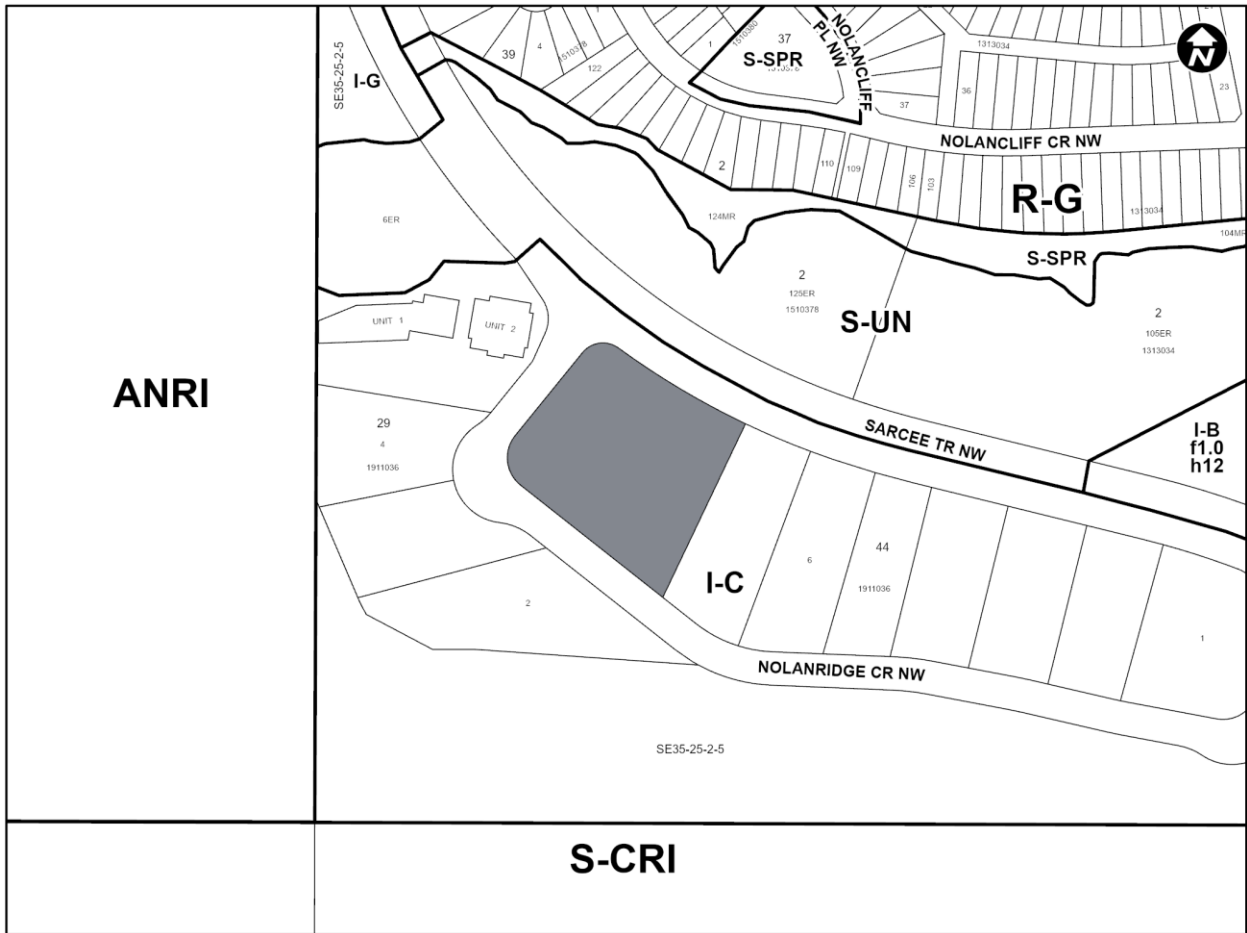 37
1510380
1
S-SPR
1510378
NOLANCLIFF
PL NW
1313034
N
39
4
1510378
122
SE35-25-2-5
I-G
36
23
37
NOLANCLIFF CR NW
2
110
109
106
103
R-G
1313034
6ER
124MR
104MR
S-SPR
2
125ER
1510378
S-UN
2
105ER
1313034
UNIT 1
UNIT 2
ANRI
SARCEE TR NW
I-B
f1.0
h12
29
4
1911036
6
44
1911036
I-C
2
1
NOLANRIDGE CR NW
SE35-25-2-5
S-CRI